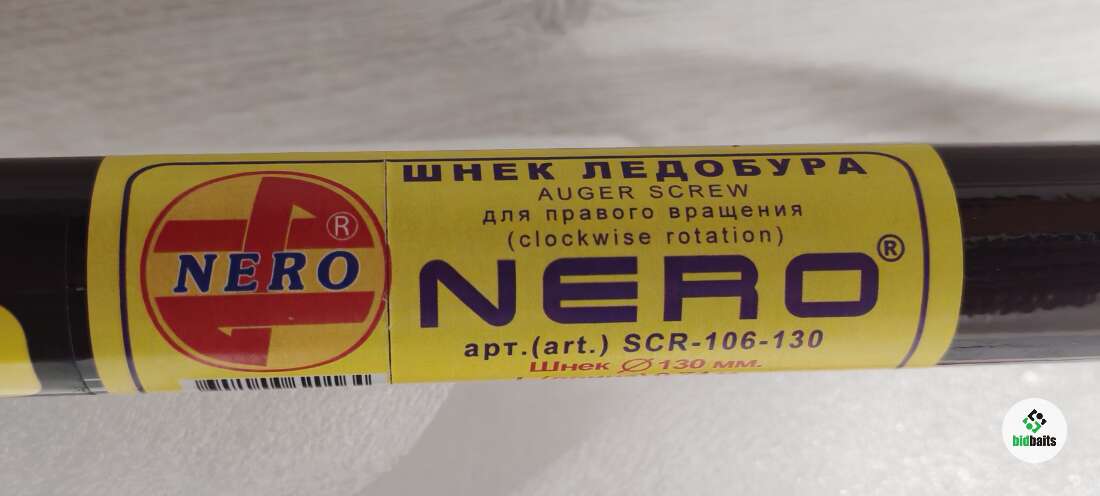 NERO ®
ШНЕК ЛЕДОБУРА
AUGER SCREW
для правого вращения
(clockwise rotation)
NERO®
арт.(art.) SCR-106-130
Шнек Ø 130 мм.
bidbaits